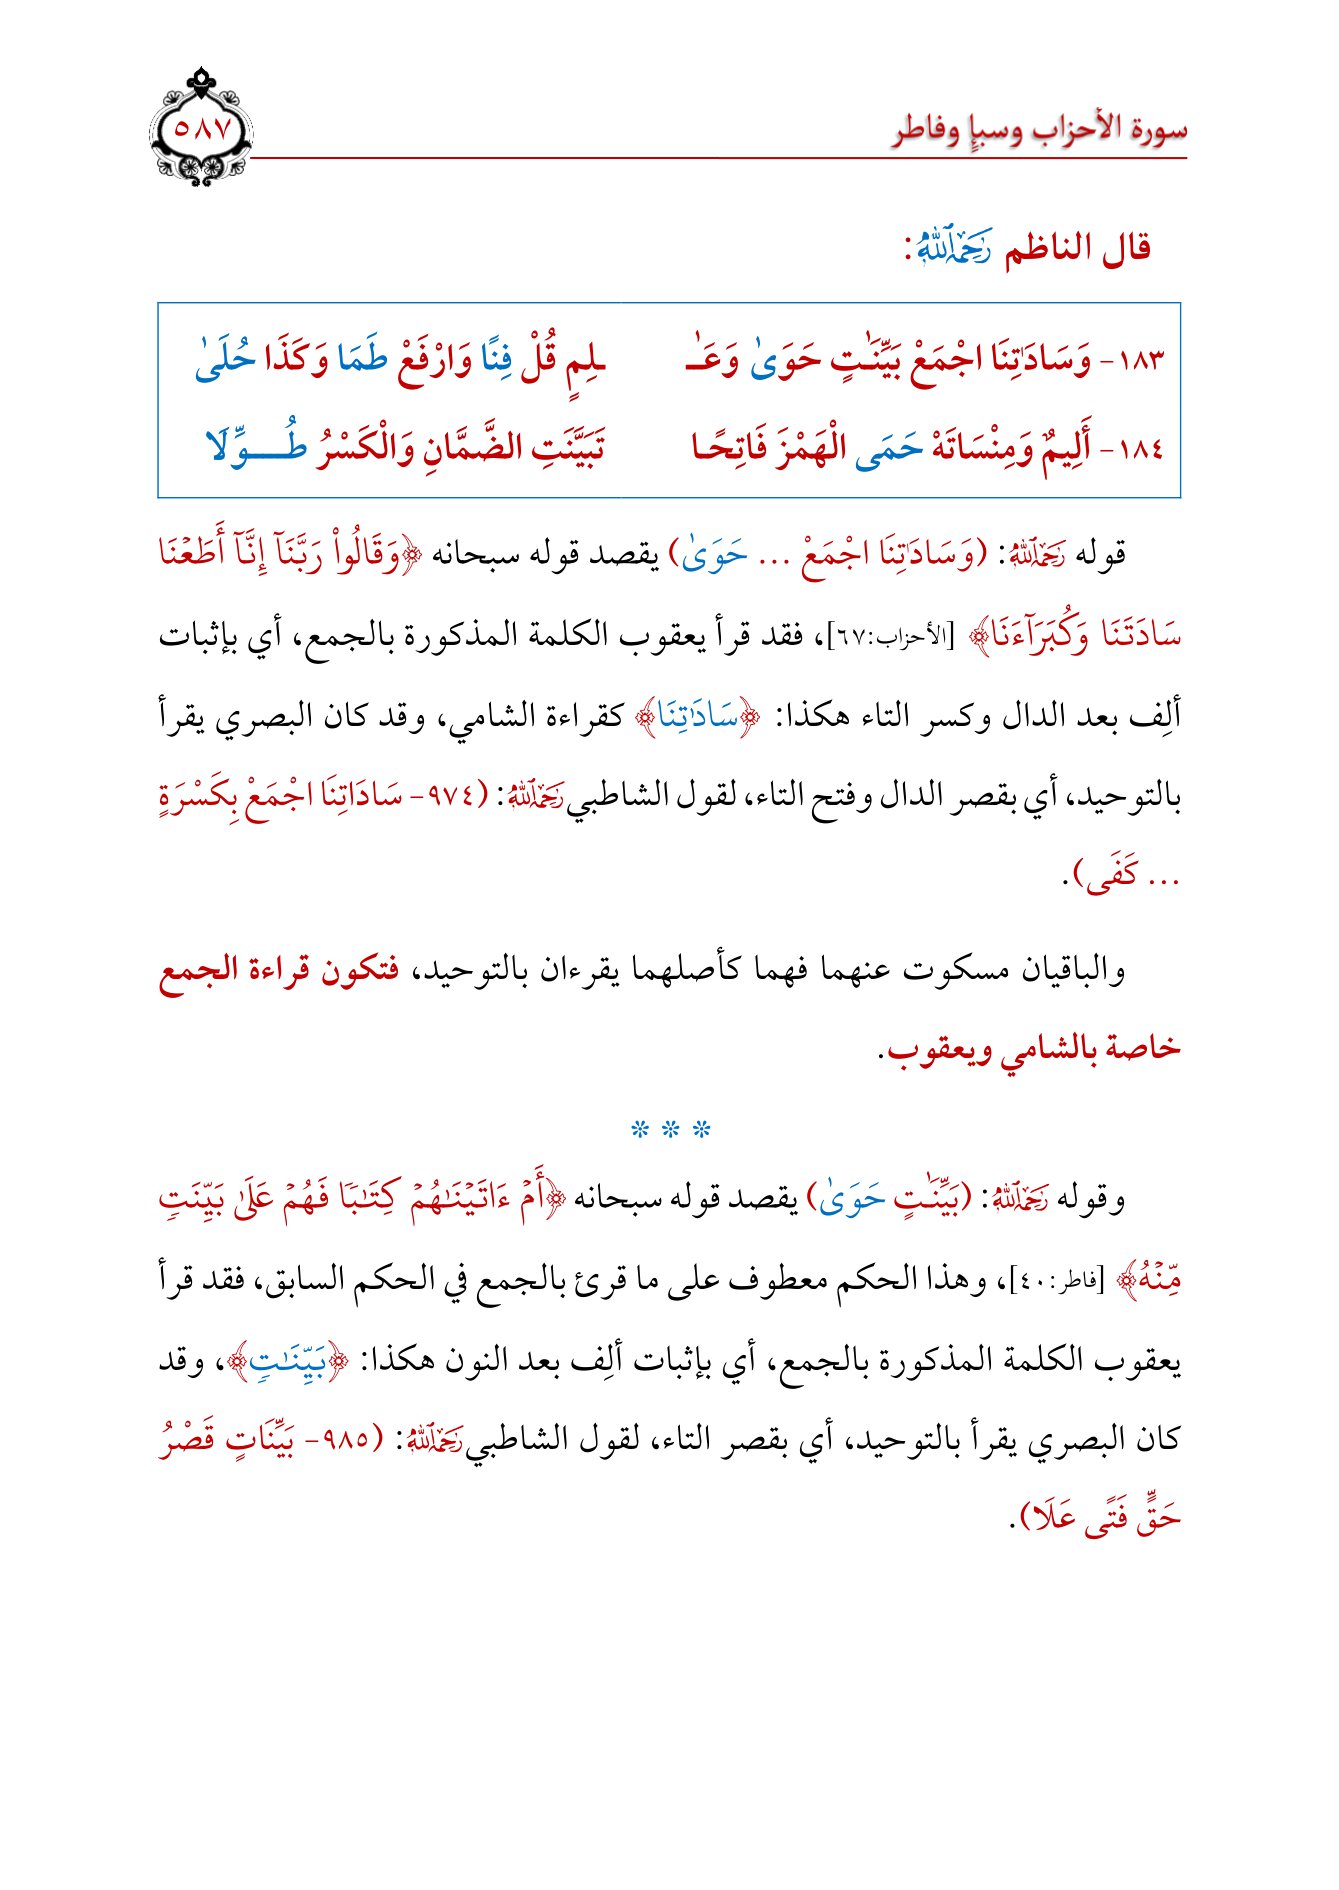 سورة الأحزاب وسبإٍ وفاطر
٥٨٧
قال الناظم رَحِمَهُ ٱللَّهُ:
١٨٣- وَسَادَٰتِنَا اجْمَعْ بَيِّنَـٰتٍ حَوَىٰ وَعَـٰـ ـلِمٍ قُلْ فِنًا وَارْفَعْ طَمَا وَكَذَا حُلَىٰ
١٨٤- أَلِيمٌ وَمِنْسَاتَهْ حَمَى الْهَمْزَ فَاتِحًـا تَبَيَّنَتِ الضَّمَّانِ وَالْكَسْرُ طُـــوِّلَا
قوله رَحِمَهُ ٱللَّهُ: (وَسَادَٰتِنَا اجْمَعْ ... حَوَىٰ) يقصد قوله سبحانه ﴿وَقَالُوا۟ رَبَّنَآ إِنَّآ أَطَعۡنَا
سَادَتَنَا وَكُبَرَآءَنَا﴾ [الأحزاب:٦٧]، فقد قرأ يعقوب الكلمة المذكورة بالجمع، أي بإثبات
ألِف بعد الدال وكسر التاء هكذا: ﴿سَادَٰتِنَا﴾ كقراءة الشامي، وقد كان البصري يقرأ
بالتوحيد، أي بقصر الدال وفتح التاء، لقول الشاطبي رَحِمَهُ ٱللَّهُ: (٩٧٤- سَادَاتِنَا اجْمَعْ بِكَسْرَةٍ
... كَفَى).
والباقيان مسكوت عنهما فهما كأصلهما يقرءان بالتوحيد، فتكون قراءة الجمع
خاصة بالشامي ويعقوب.
* * *
وقوله رَحِمَهُ ٱللَّهُ: (بَيِّنَـٰتٍ حَوَىٰ) يقصد قوله سبحانه ﴿أَمۡ ءَاتَيۡنَـٰهُمۡ كِتَـٰبًا فَهُمۡ عَلَىٰ بَيِّنَتٖ
مِّنۡهُ﴾ [فاطر:٤٠]، وهذا الحكم معطوف على ما قرئ بالجمع في الحكم السابق، فقد قرأ
يعقوب الكلمة المذكورة بالجمع، أي بإثبات ألِف بعد النون هكذا: ﴿بَيِّنَـٰتٖ﴾، وقد
كان البصري يقرأ بالتوحيد، أي بقصر التاء، لقول الشاطبي رَحِمَهُ ٱللَّهُ: (٩٨٥- بَيِّنَاتٍ قَصْرُ
حَقٍّ فَتًى عَلَا).